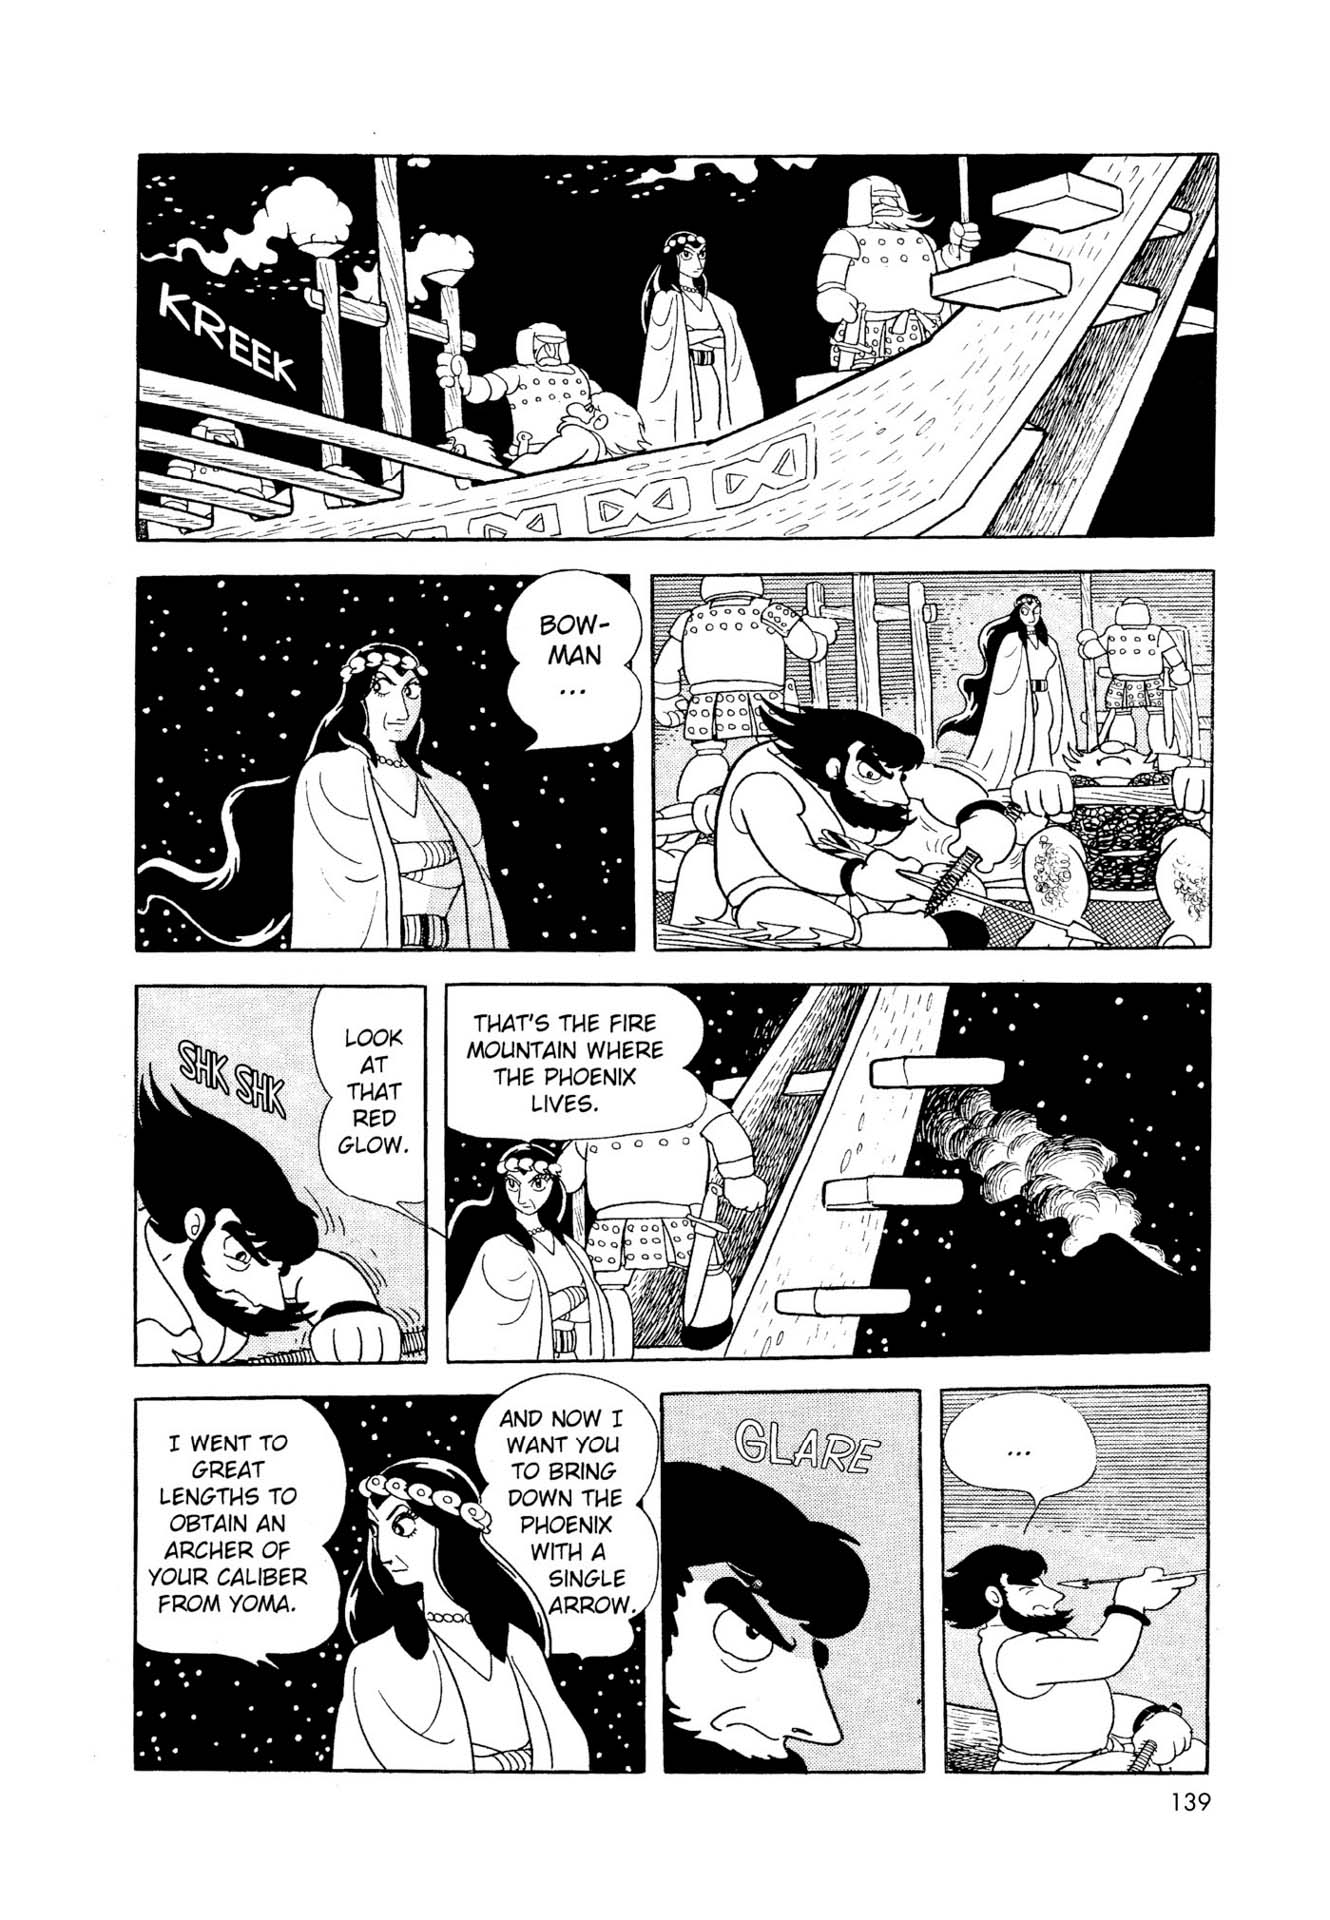 KREEK
BOW-
MAN
...
SHK SHK
LOOK
AT
THAT
RED
GLOW.
THAT'S THE FIRE
MOUNTAIN WHERE
THE PHOENIX
LIVES.
I WENT TO
GREAT
LENGTHS TO
OBTAIN AN
ARCHER OF
YOUR CALIBER
FROM YOMA.
AND NOW I
WANT YOU
TO BRING
DOWN THE
PHOENIX
WITH A
SINGLE
ARROW.
GLARE
...
139